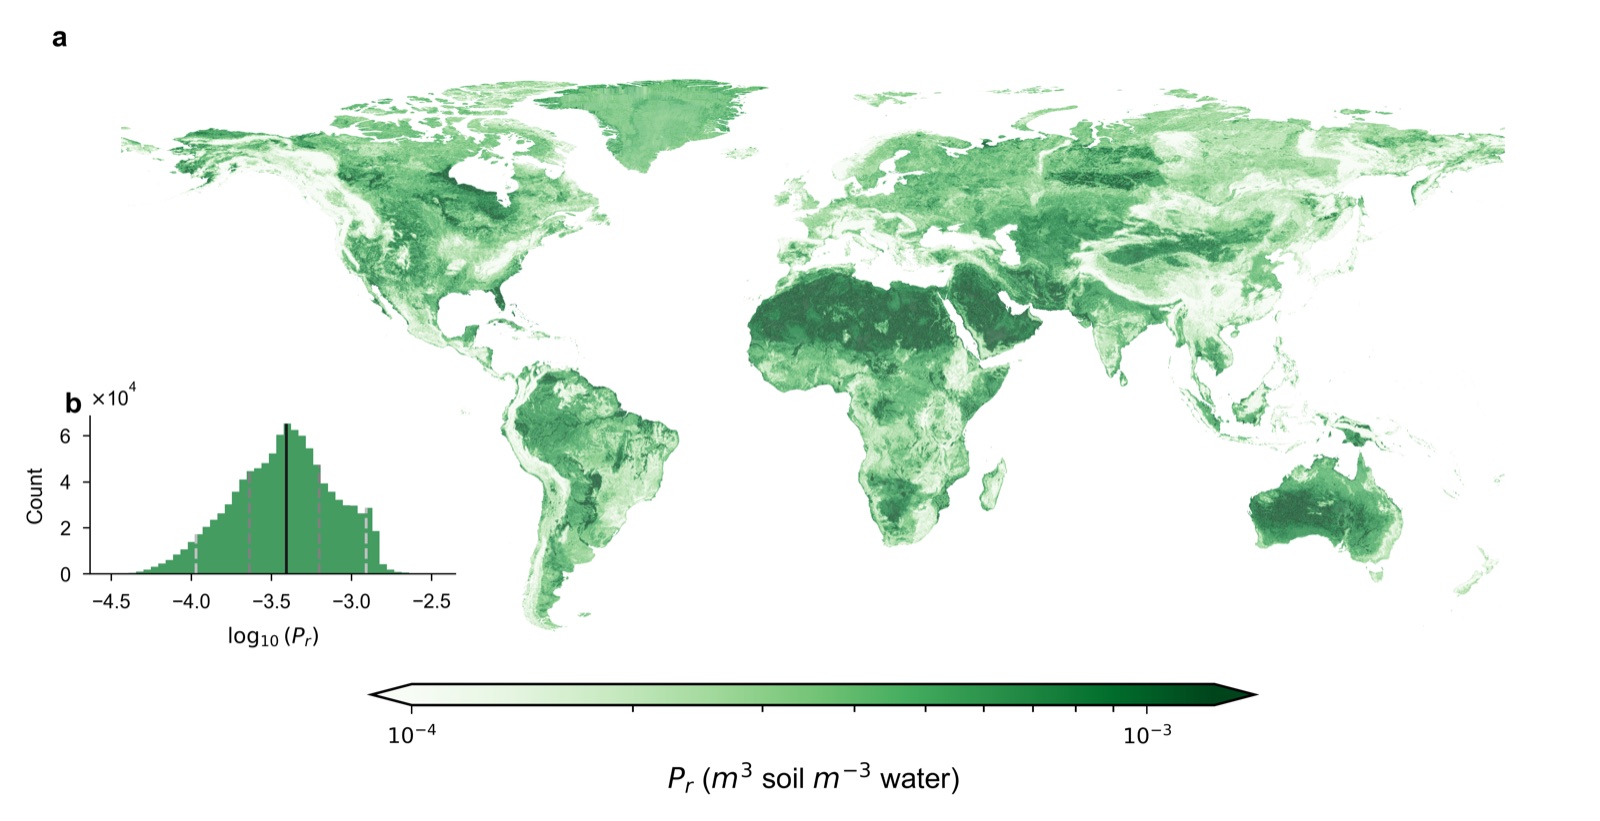 a
b ×10⁴
6
4
2
0
Count
−4.5 −4.0 −3.5 −3.0 −2.5
log₁₀ (Pᵣ)
10⁻⁴ 10⁻³
Pᵣ (m³ soil m⁻³ water)